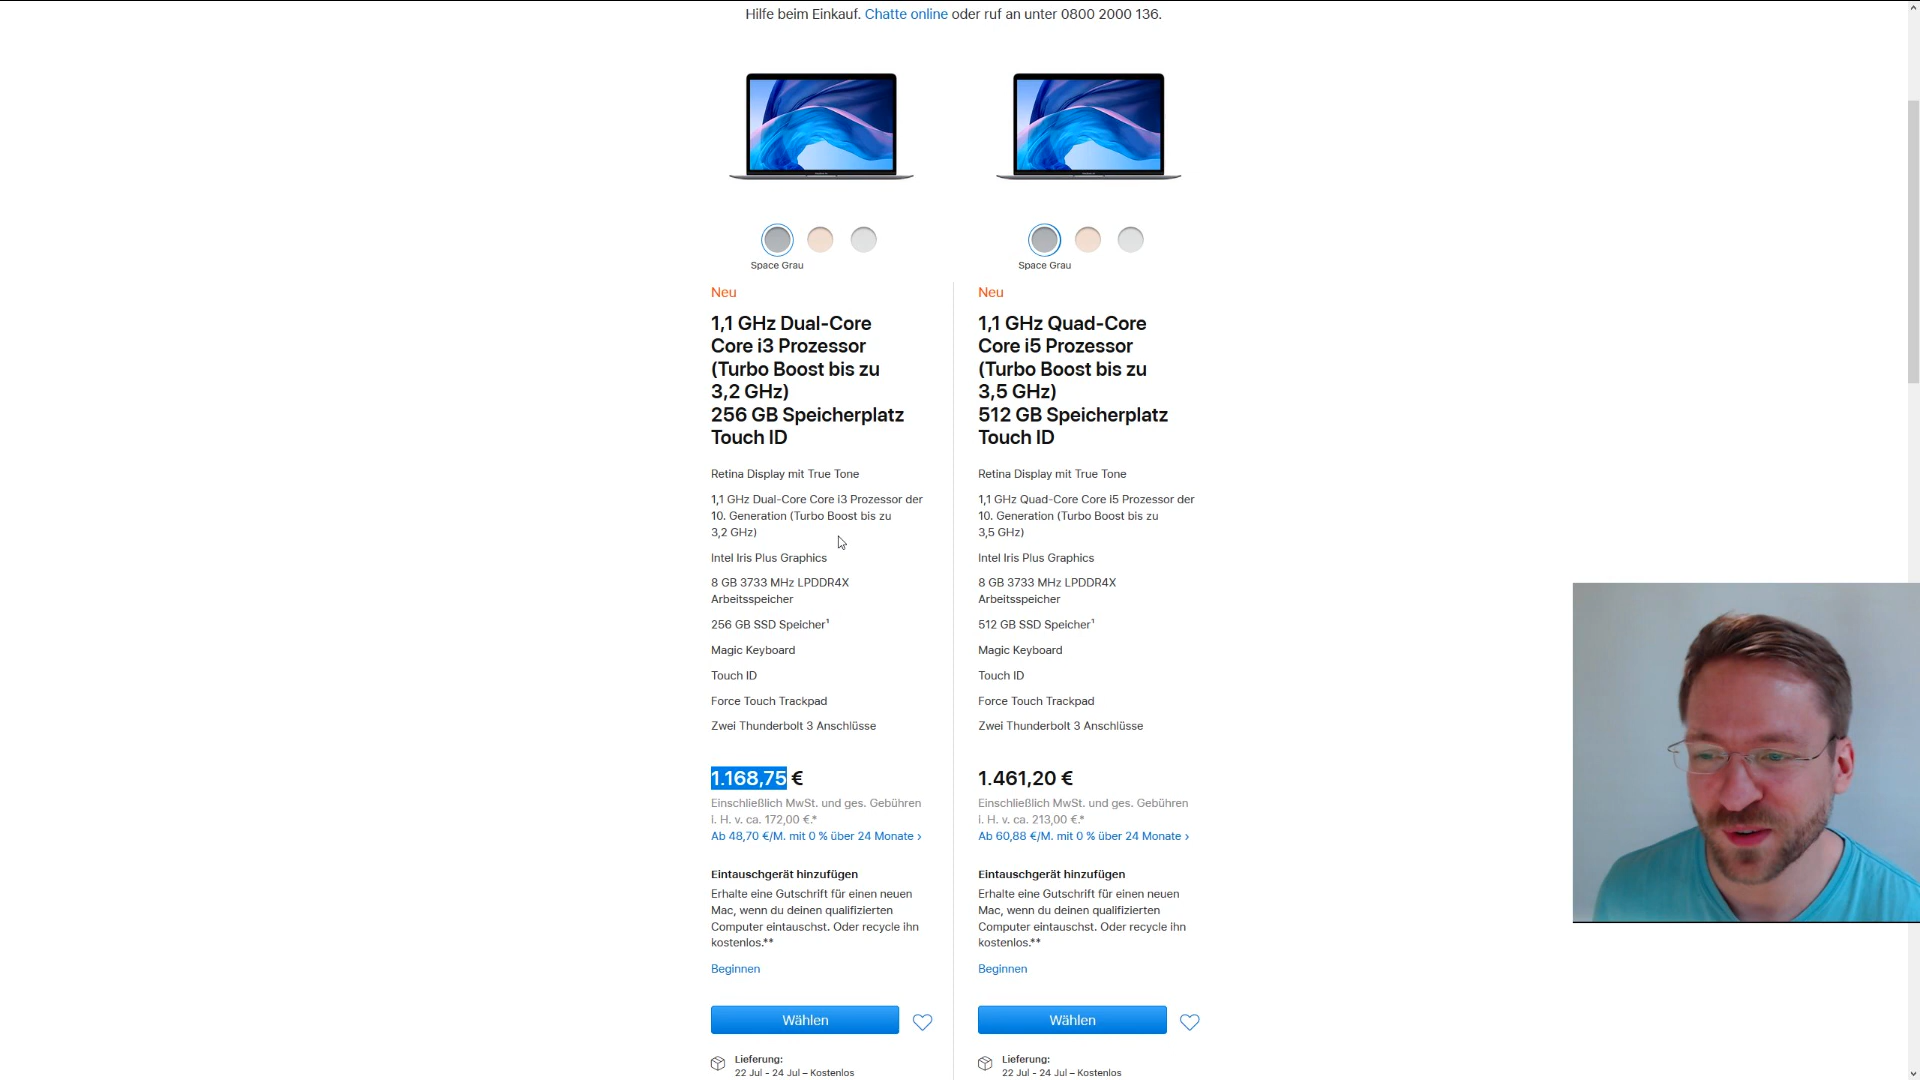 Hilfe beim Einkauf. Chatte online oder ruf an unter 0800 2000 136.
Space Grau
Neu
1,1 GHz Dual-Core
Core i3 Prozessor
(Turbo Boost bis zu
3,2 GHz)
256 GB Speicherplatz
Touch ID
Retina Display mit True Tone
1,1 GHz Dual-Core Core i3 Prozessor der
10. Generation (Turbo Boost bis zu
3,2 GHz)
Intel Iris Plus Graphics
8 GB 3733 MHz LPDDR4X
Arbeitsspeicher
256 GB SSD Speicher¹
Magic Keyboard
Touch ID
Force Touch Trackpad
Zwei Thunderbolt 3 Anschlüsse
1.168,75 €
Einschließlich MwSt. und ges. Gebühren
i. H. v. ca. 172,00 €.*
Ab 48,70 €/M. mit 0 % über 24 Monate ›
Eintauschgerät hinzufügen
Erhalte eine Gutschrift für einen neuen
Mac, wenn du deinen qualifizierten
Computer eintauschst. Oder recycle ihn
kostenlos.**
Beginnen
Wählen
Lieferung:
22 Jul - 24 Jul – Kostenlos
Space Grau
Neu
1,1 GHz Quad-Core
Core i5 Prozessor
(Turbo Boost bis zu
3,5 GHz)
512 GB Speicherplatz
Touch ID
Retina Display mit True Tone
1,1 GHz Quad-Core Core i5 Prozessor der
10. Generation (Turbo Boost bis zu
3,5 GHz)
Intel Iris Plus Graphics
8 GB 3733 MHz LPDDR4X
Arbeitsspeicher
512 GB SSD Speicher¹
Magic Keyboard
Touch ID
Force Touch Trackpad
Zwei Thunderbolt 3 Anschlüsse
1.461,20 €
Einschließlich MwSt. und ges. Gebühren
i. H. v. ca. 213,00 €.*
Ab 60,88 €/M. mit 0 % über 24 Monate ›
Eintauschgerät hinzufügen
Erhalte eine Gutschrift für einen neuen
Mac, wenn du deinen qualifizierten
Computer eintauschst. Oder recycle ihn
kostenlos.**
Beginnen
Wählen
Lieferung:
22 Jul - 24 Jul – Kostenlos